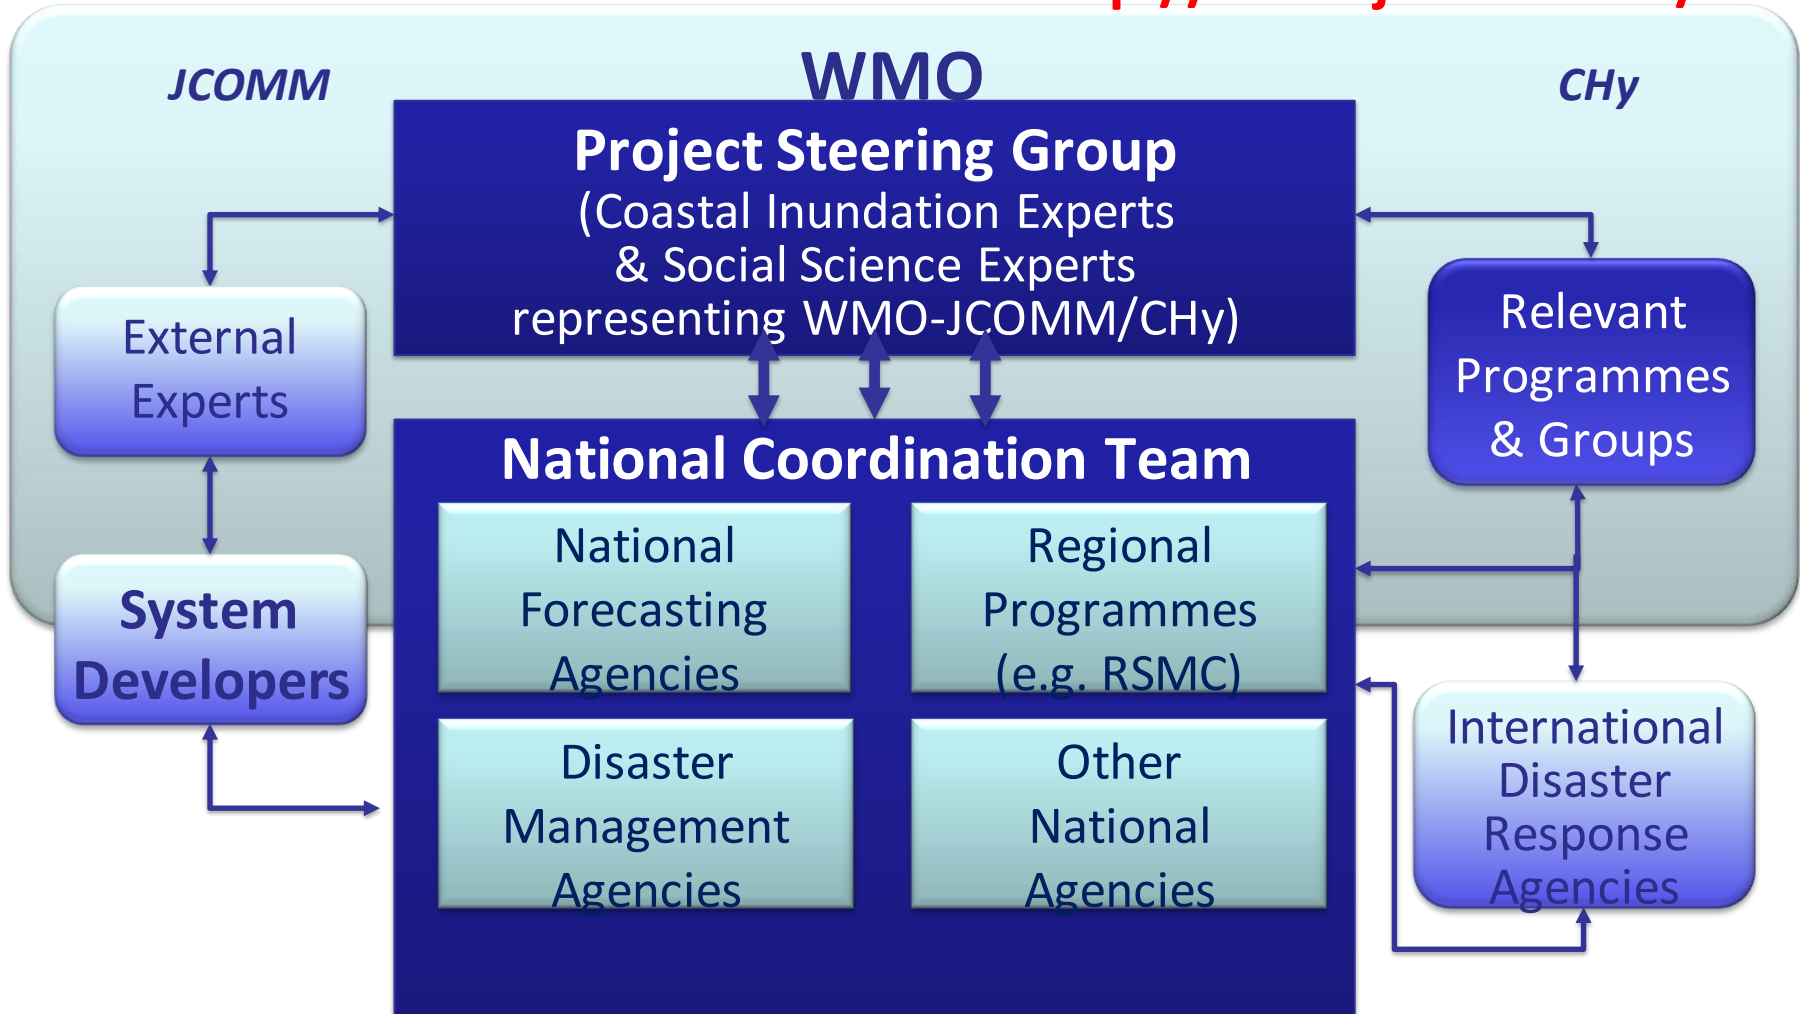 WMO
JCOMM
CHy
Project Steering Group
(Coastal Inundation Experts
& Social Science Experts
representing WMO-JCOMM/CHy)
External
Experts
Relevant
Programmes
& Groups
National Coordination Team
National
Forecasting
Agencies
Regional
Programmes
(e.g. RSMC)
System
Developers
Disaster
Management
Agencies
Other
National
Agencies
International
Disaster
Response
Agencies